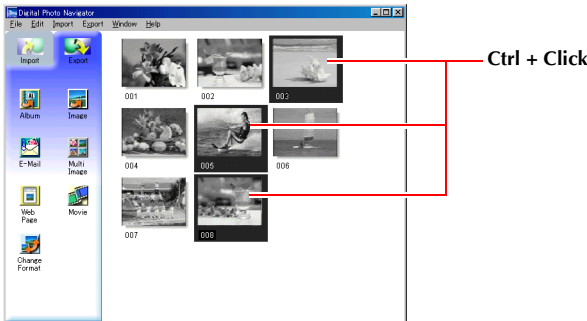 Digital Photo Navigator
File Edit Import Export Window Help
Import Export
Album Image
E-Mail Multi Image
Web Page Movie
Change Format
001 002 003
004 005 006
007 008
Ctrl + Click